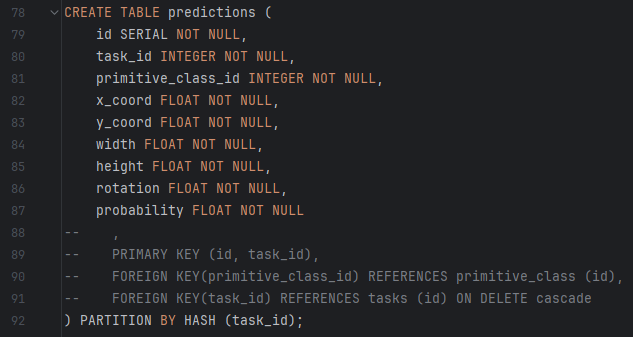 78 CREATE TABLE predictions (
79     id SERIAL NOT NULL,
80     task_id INTEGER NOT NULL,
81     primitive_class_id INTEGER NOT NULL,
82     x_coord FLOAT NOT NULL,
83     y_coord FLOAT NOT NULL,
84     width FLOAT NOT NULL,
85     height FLOAT NOT NULL,
86     rotation FLOAT NOT NULL,
87     probability FLOAT NOT NULL
88 --    ,
89 --    PRIMARY KEY (id, task_id),
90 --    FOREIGN KEY(primitive_class_id) REFERENCES primitive_class (id),
91 --    FOREIGN KEY(task_id) REFERENCES tasks (id) ON DELETE cascade
92 ) PARTITION BY HASH (task_id);